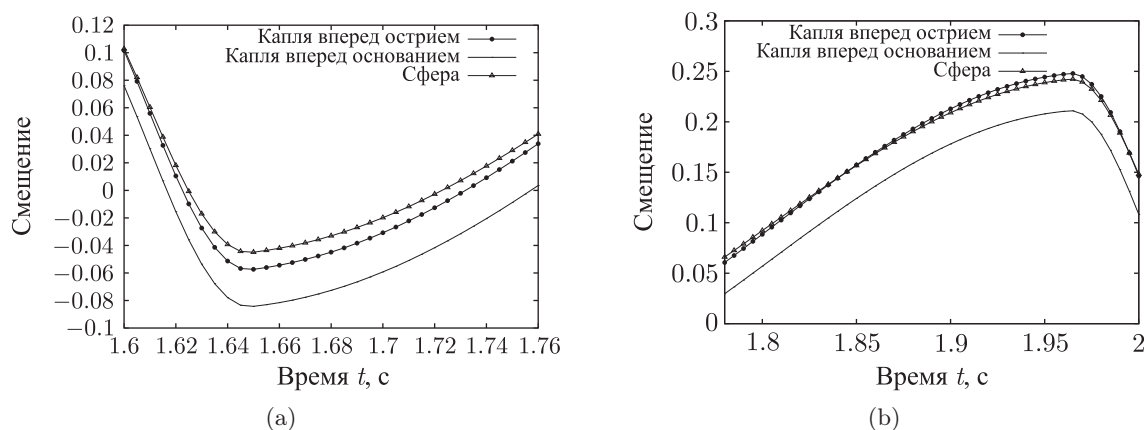 0.12
0.10
0.08
0.06
0.04
0.02
0
−0.02
−0.04
−0.06
−0.08
−0.1
Смещение
Капля вперед острием
Капля вперед основанием
Сфера
1.6 1.62 1.64 1.66 1.68 1.7 1.72 1.74 1.76
Время t, с
(a)
0.3
0.25
0.2
0.15
0.1
0.05
0
Смещение
Капля вперед острием
Капля вперед основанием
Сфера
1.8 1.85 1.9 1.95 2
Время t, с
(b)